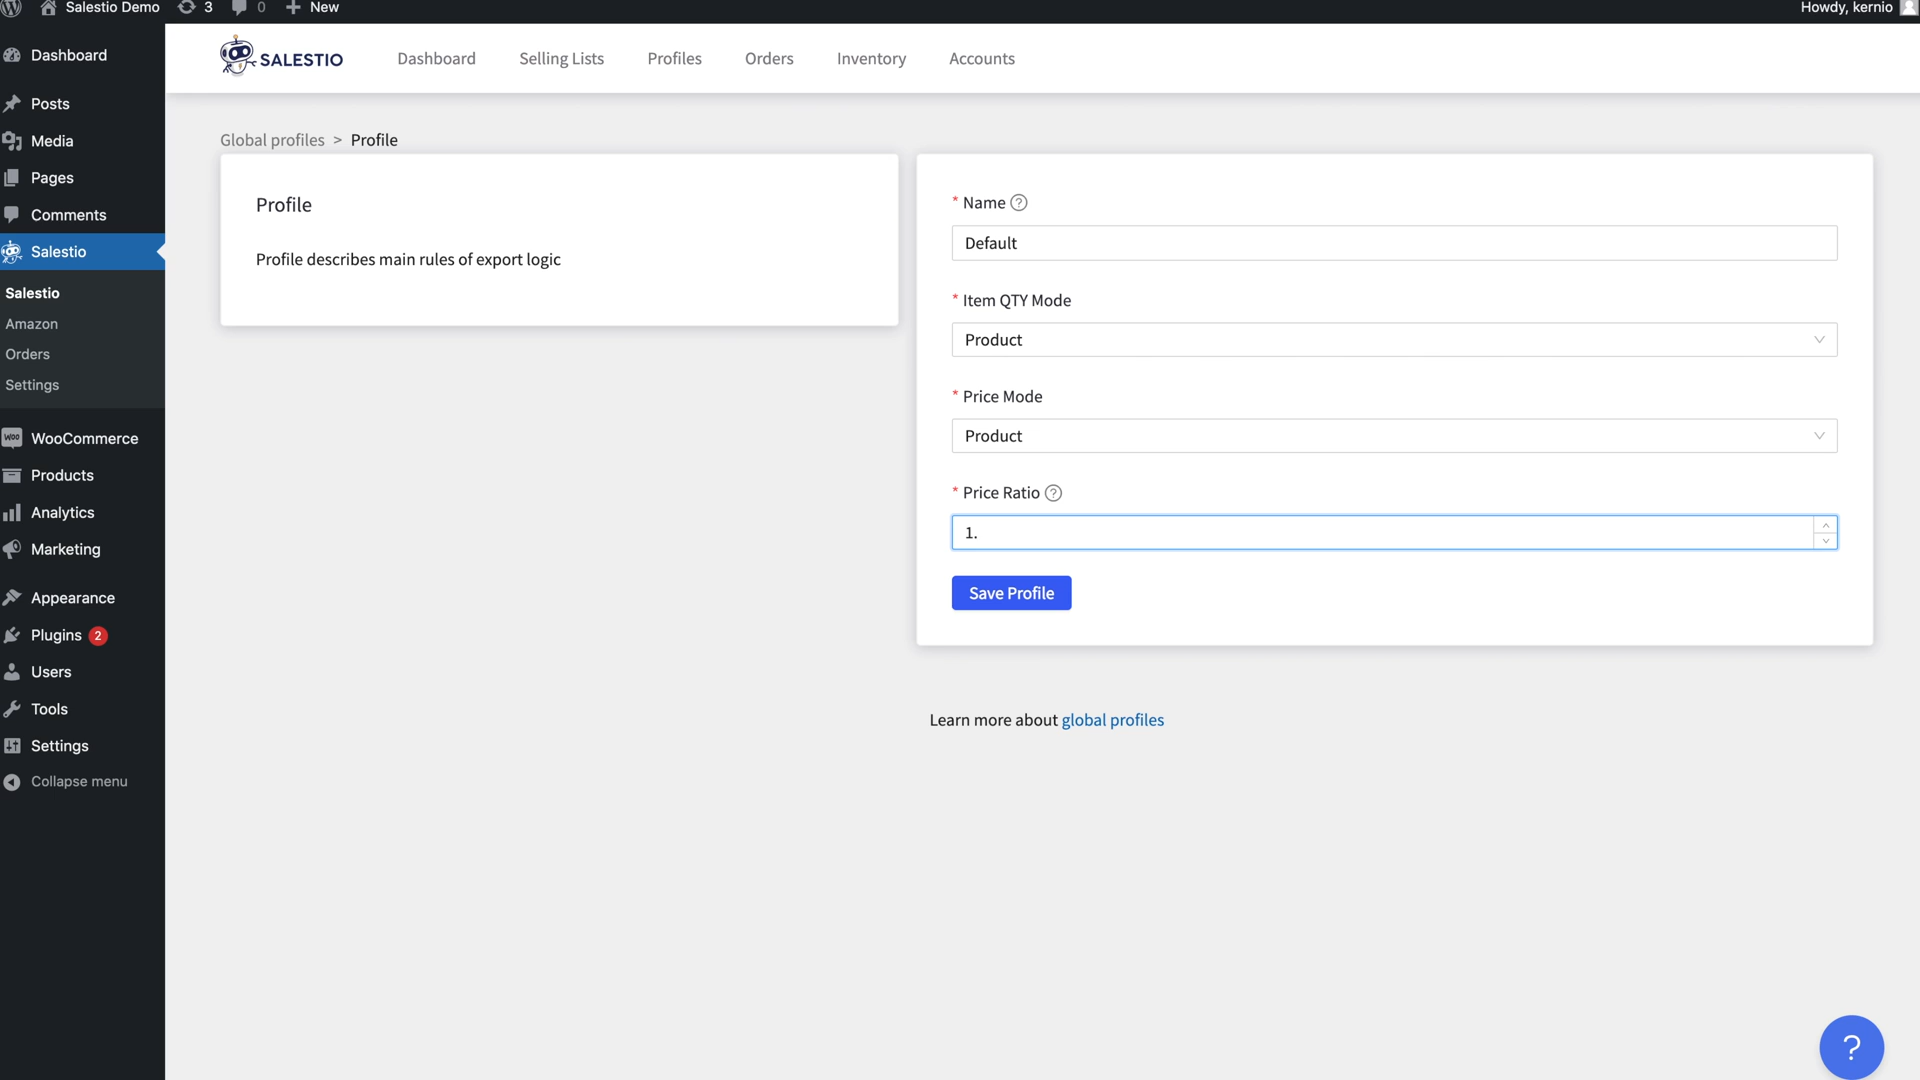 Salestio Demo 3 0 New Howdy, kernio
Dashboard
Posts
Media
Pages
Comments
Salestio
Salestio
Amazon
Orders
Settings
WOO WooCommerce
Products
Analytics
Marketing
Appearance
Plugins 2
Users
Tools
Settings
Collapse menu
SALESTIO Dashboard Selling Lists Profiles Orders Inventory Accounts
Global profiles > Profile
Profile
Profile describes main rules of export logic
* Name ?
Default
* Item QTY Mode
Product
* Price Mode
Product
* Price Ratio ?
1.
Save Profile
Learn more about global profiles
?